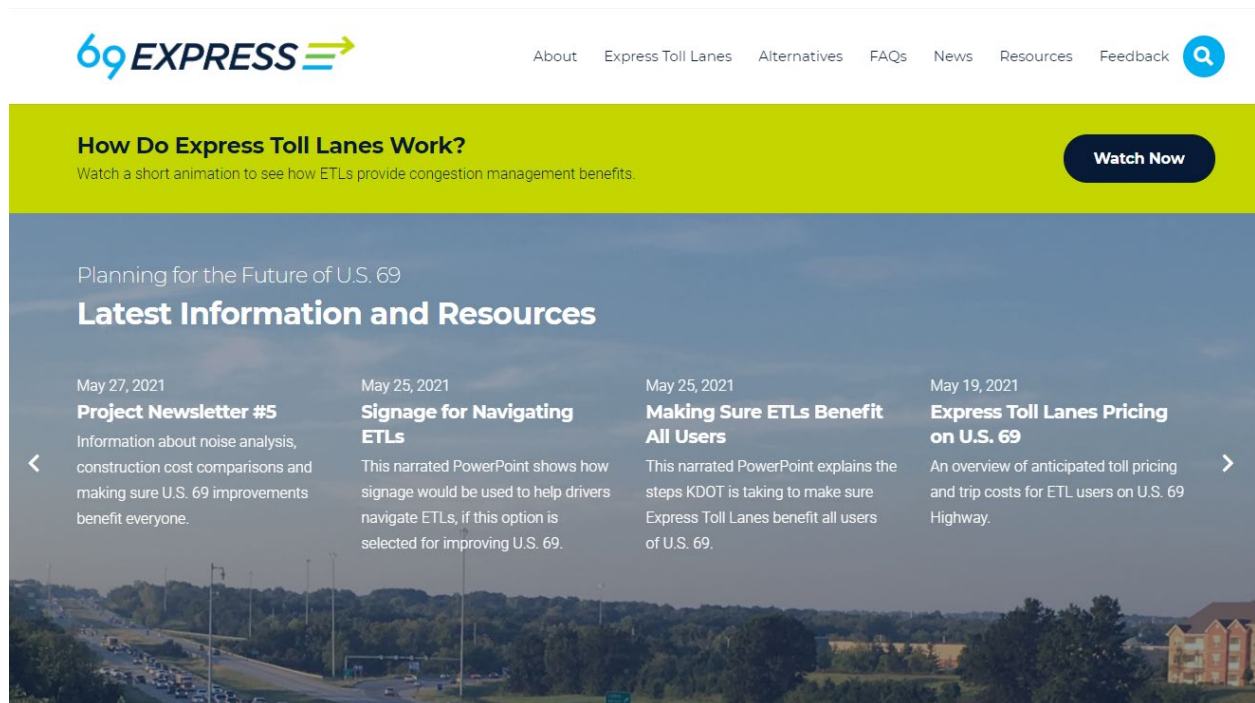 69 EXPRESS
About Express Toll Lanes Alternatives FAQs News Resources Feedback
How Do Express Toll Lanes Work?
Watch a short animation to see how ETLs provide congestion management benefits.
Watch Now
Planning for the Future of U.S. 69
Latest Information and Resources
May 27, 2021
Project Newsletter #5
Information about noise analysis,
construction cost comparisons and
making sure U.S. 69 improvements
benefit everyone.
May 25, 2021
Signage for Navigating
ETLs
This narrated PowerPoint shows how
signage would be used to help drivers
navigate ETLs, if this option is
selected for improving U.S. 69.
May 25, 2021
Making Sure ETLs Benefit
All Users
This narrated PowerPoint explains the
steps KDOT is taking to make sure
Express Toll Lanes benefit all users
of U.S. 69.
May 19, 2021
Express Toll Lanes Pricing
on U.S. 69
An overview of anticipated toll pricing
and trip costs for ETL users on U.S. 69
Highway.